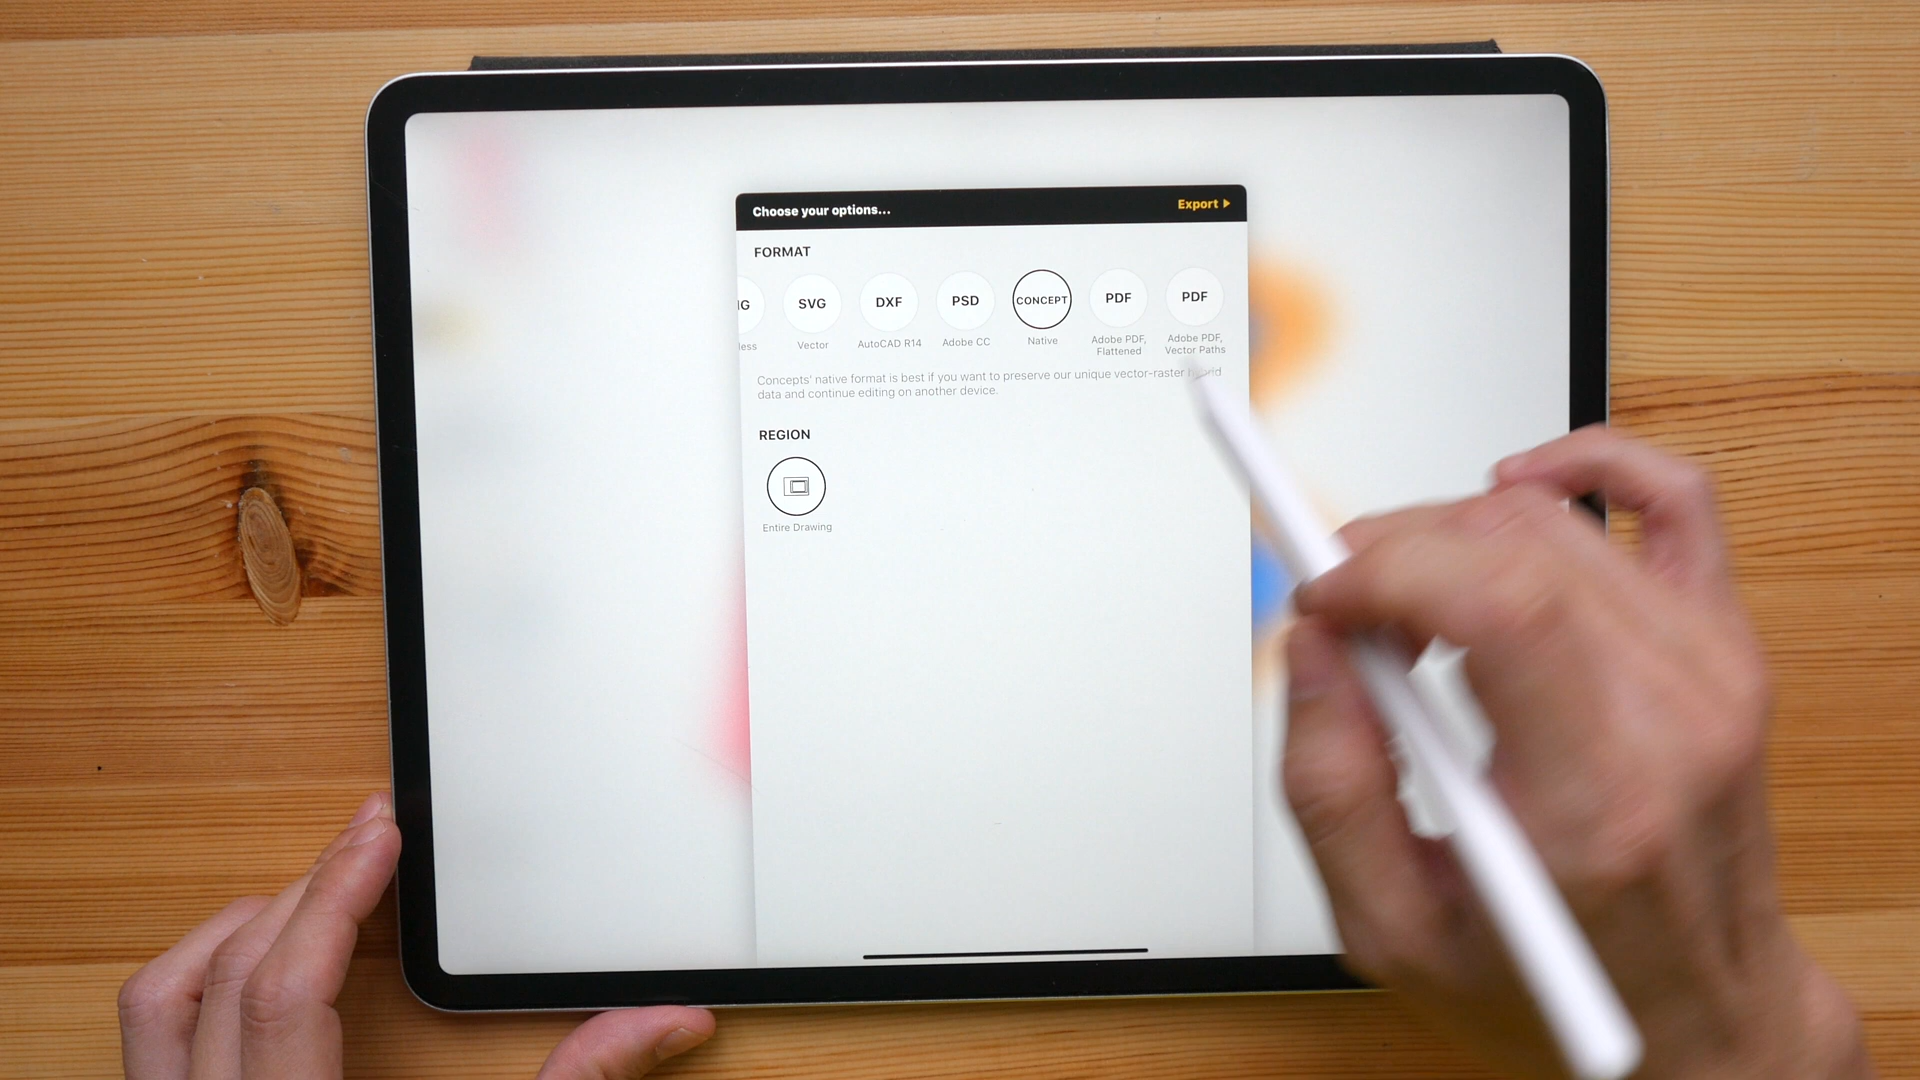 Choose your options...
Export
FORMAT
SVG
DXF
PSD
CONCEPT
PDF
PDF
Vector
AutoCAD R14
Adobe CC
Native
Adobe PDF,
Flattened
Adobe PDF,
Vector Paths
Concepts' native format is best if you want to preserve our unique vector-raster
data and continue editing on another device.
REGION
Entire Drawing